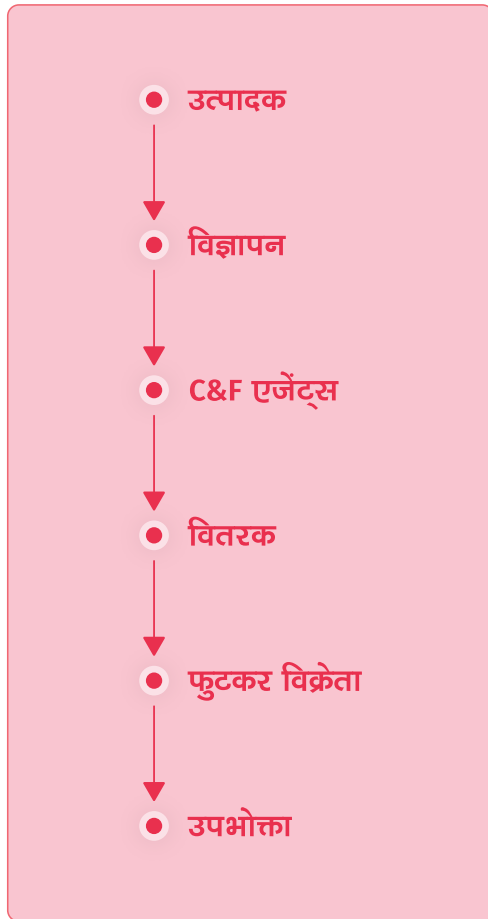 उत्पादक
विज्ञापन
C&F एजेंट्स
वितरक
फुटकर विक्रेता
उपभोक्ता